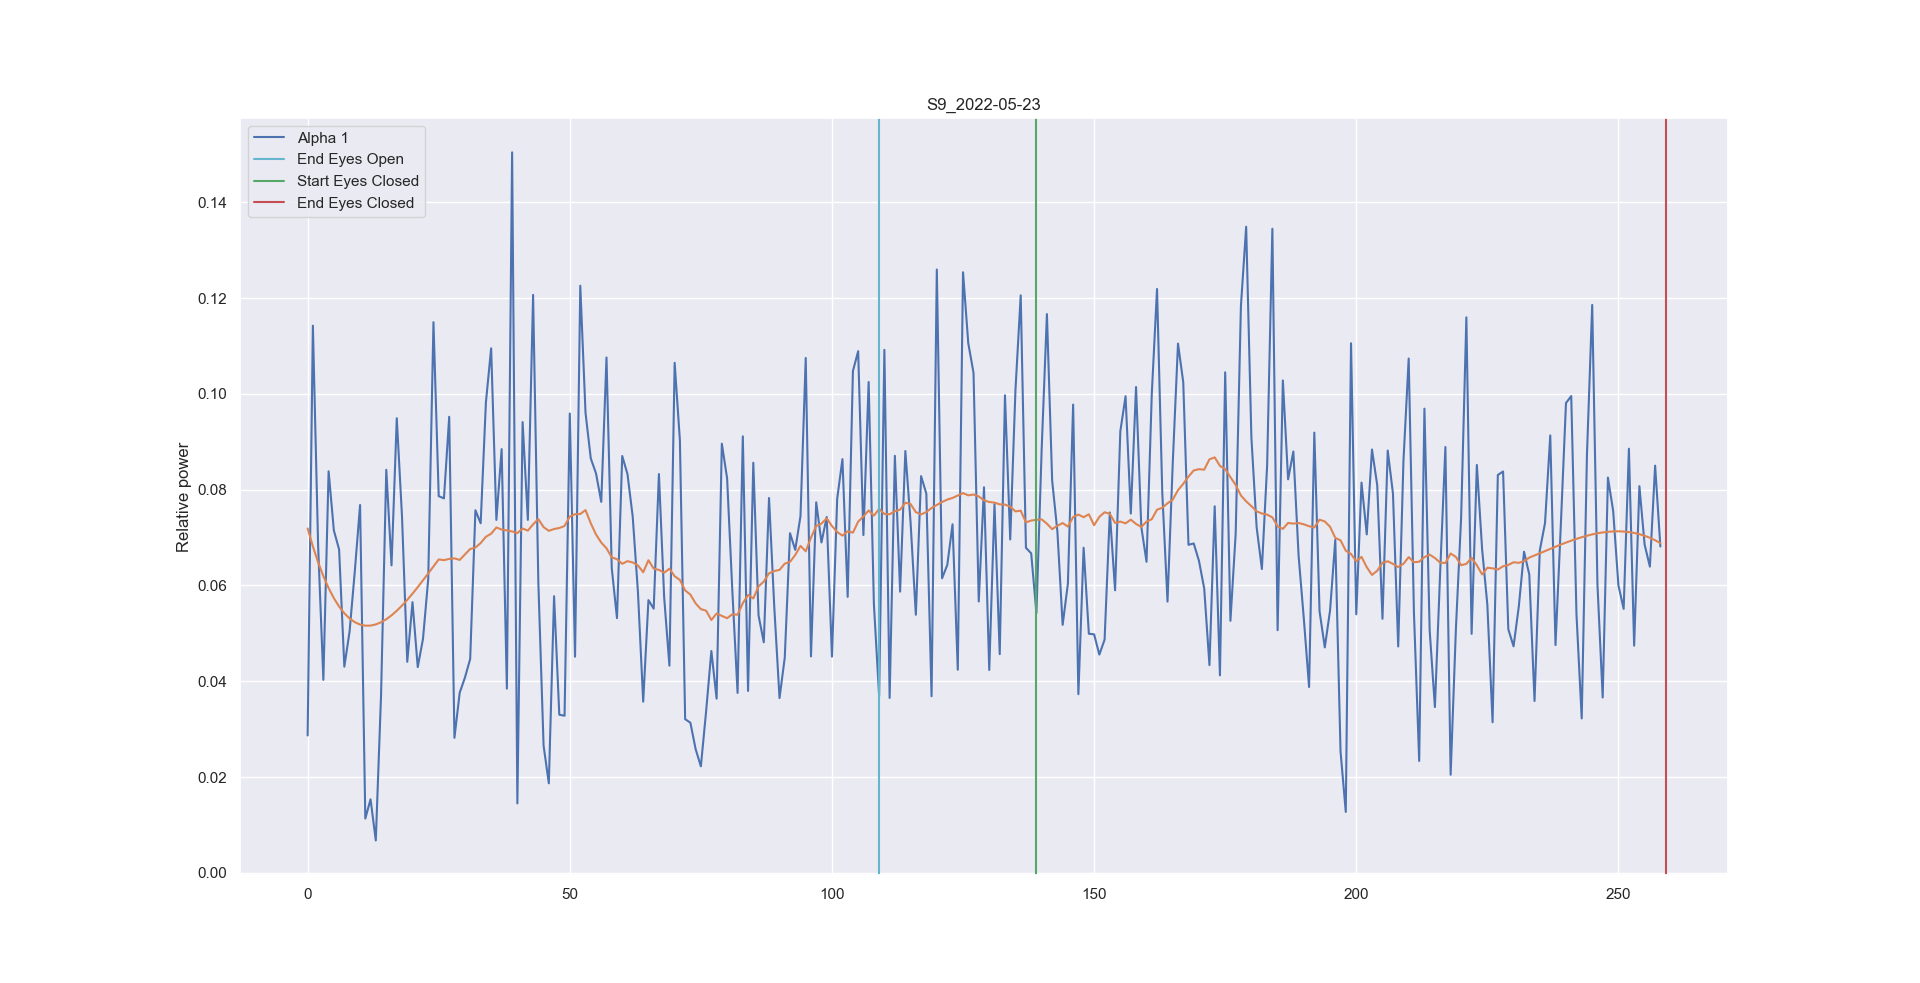 S9_2022-05-23
Alpha 1
End Eyes Open
Start Eyes Closed
End Eyes Closed
Relative power
0.14
0.12
0.10
0.08
0.06
0.04
0.02
0.00
0 50 100 150 200 250